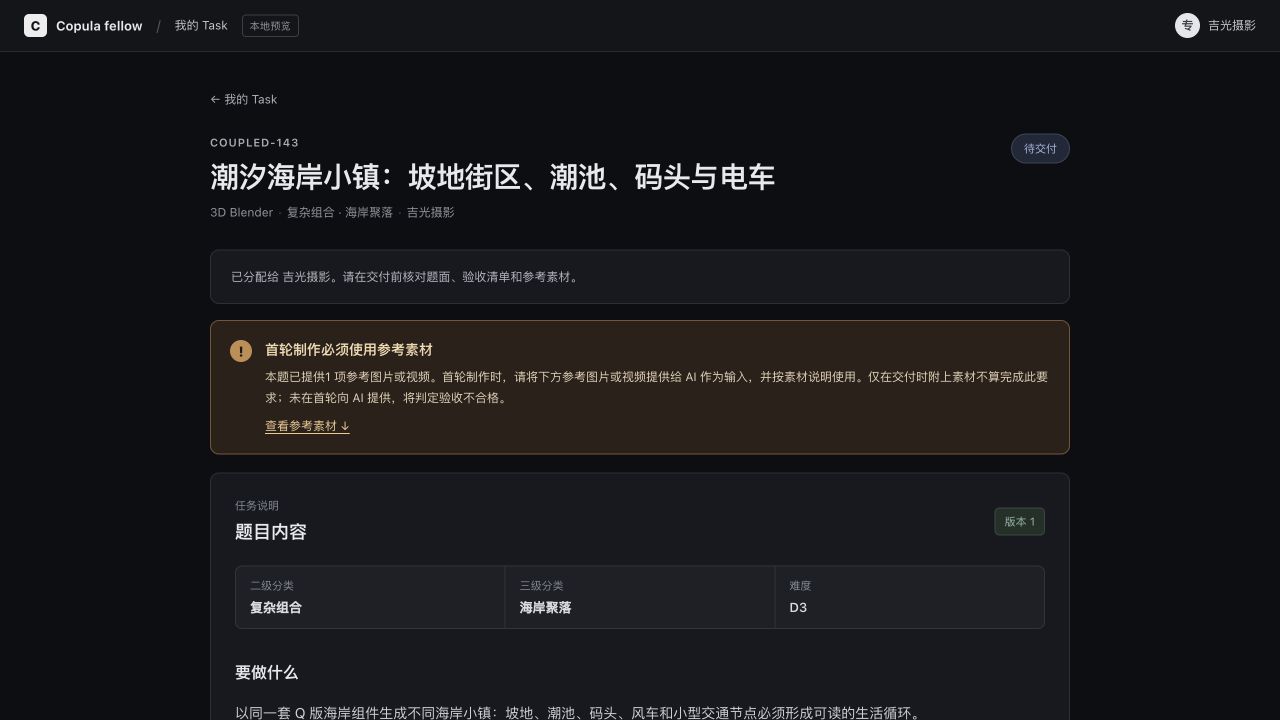 C Copula fellow / 我的 Task 本地预览
专 吉光摄影
← 我的 Task
COUPLED-143
待交付
潮汐海岸小镇：坡地街区、潮池、码头与电车
3D Blender · 复杂组合 · 海岸聚落 · 吉光摄影
已分配给 吉光摄影。请在交付前核对题面、验收清单和参考素材。
! 首轮制作必须使用参考素材
本题已提供1 项参考图片或视频。首轮制作时，请将下方参考图片或视频提供给 AI 作为输入，并按素材说明使用。仅在交付时附上素材不算完成此要
求；未在首轮向 AI 提供，将判定验收不合格。
查看参考素材 ↓
任务说明
题目内容
版本 1
二级分类
复杂组合
三级分类
海岸聚落
难度
D3
要做什么
以同一套 Q 版海岸组件生成不同海岸小镇：坡地、潮池、码头、风车和小型交通节点必须形成可读的生活循环。